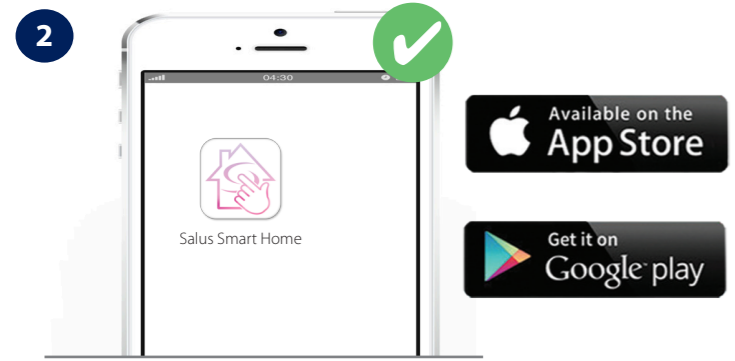 2
04:30
Salus Smart Home
Available on the
App Store
Get it on
Google play